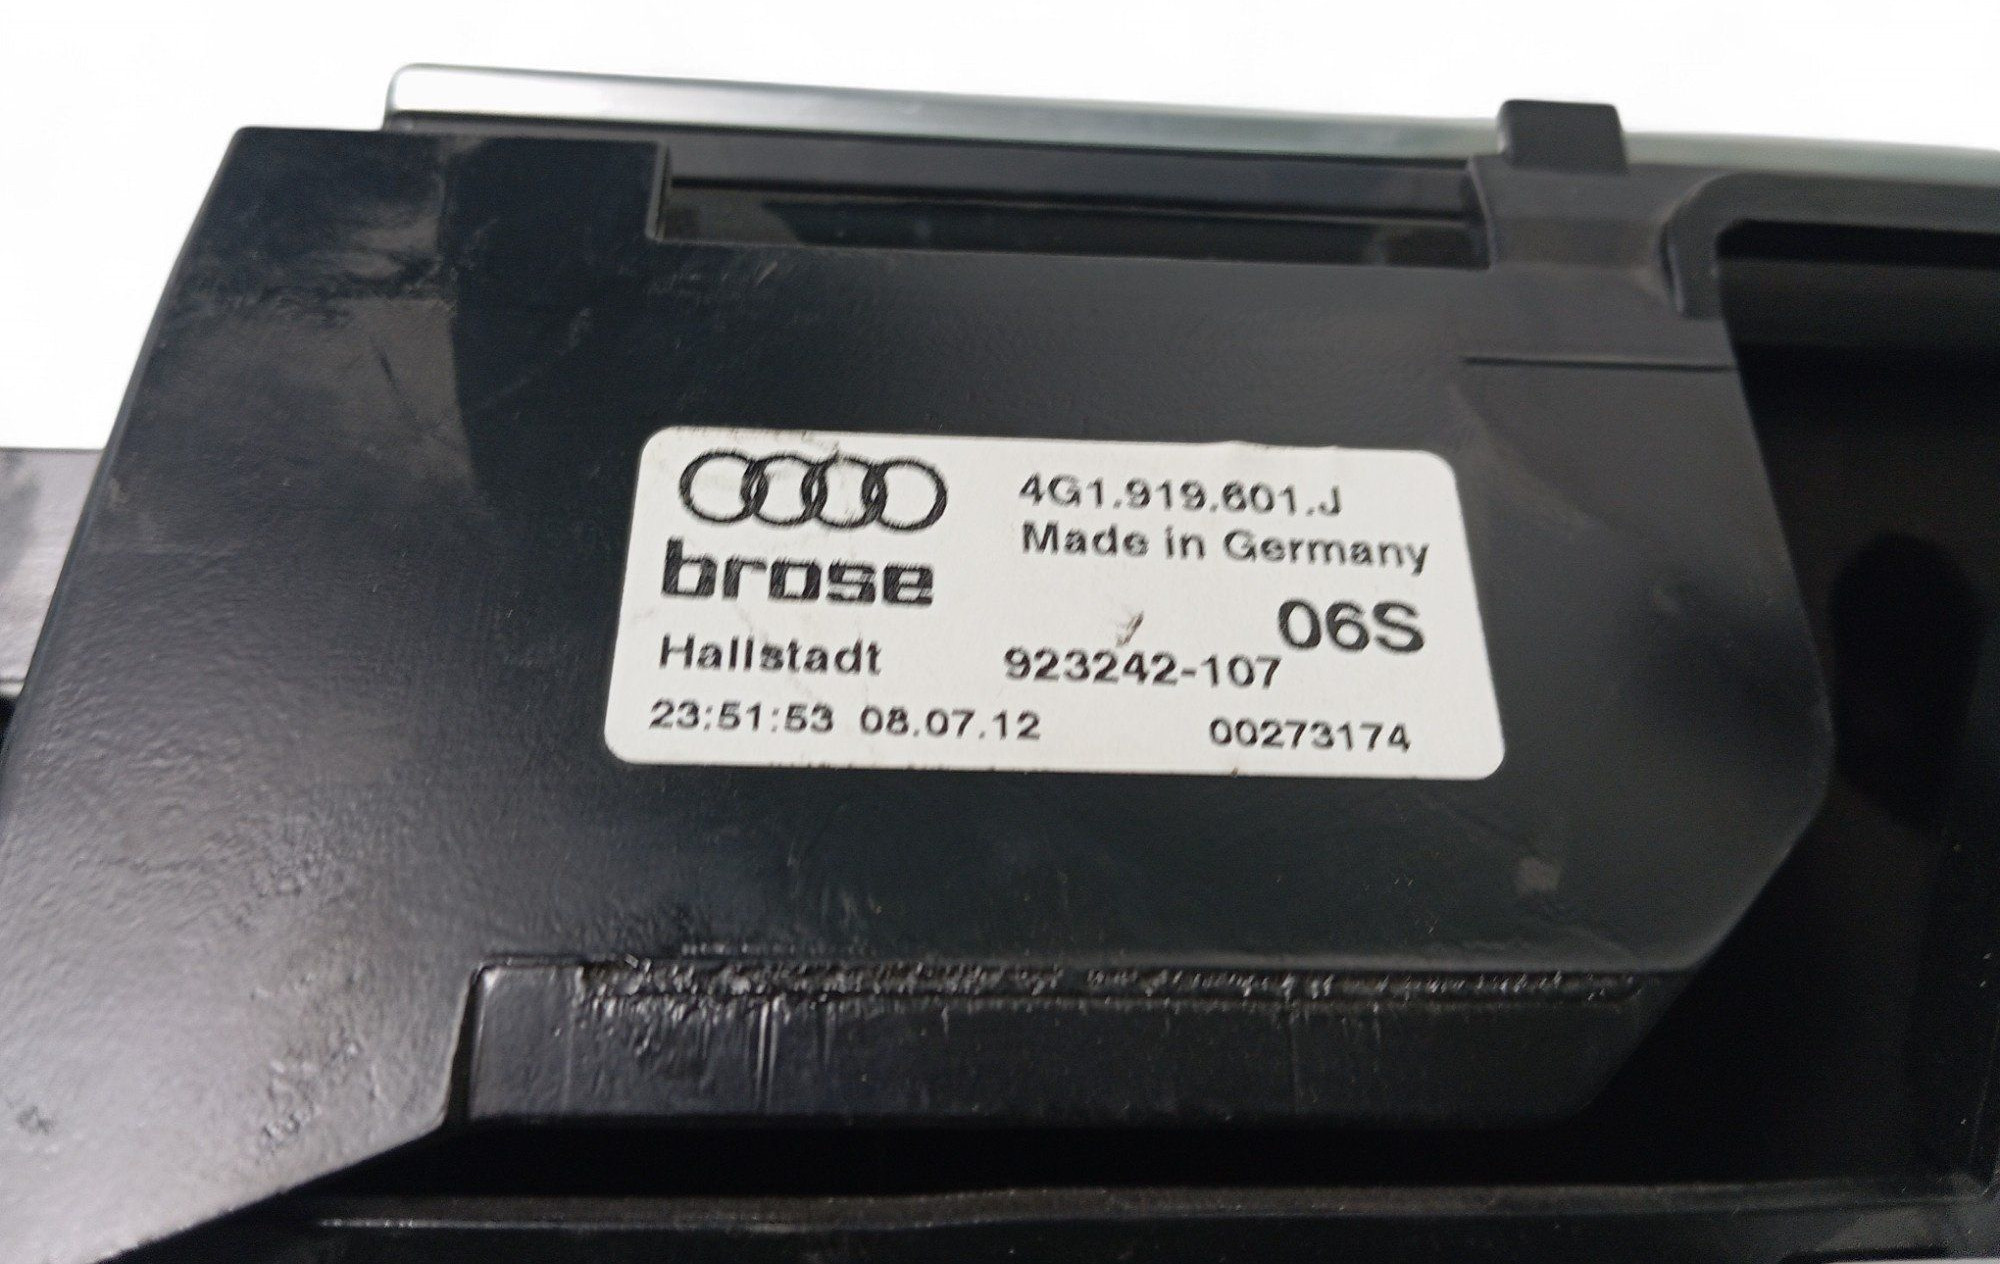 4G1.919.601.J
Made in Germany
brose
06S
Hallstadt 923242-107
23:51:53 08.07.12 00273174